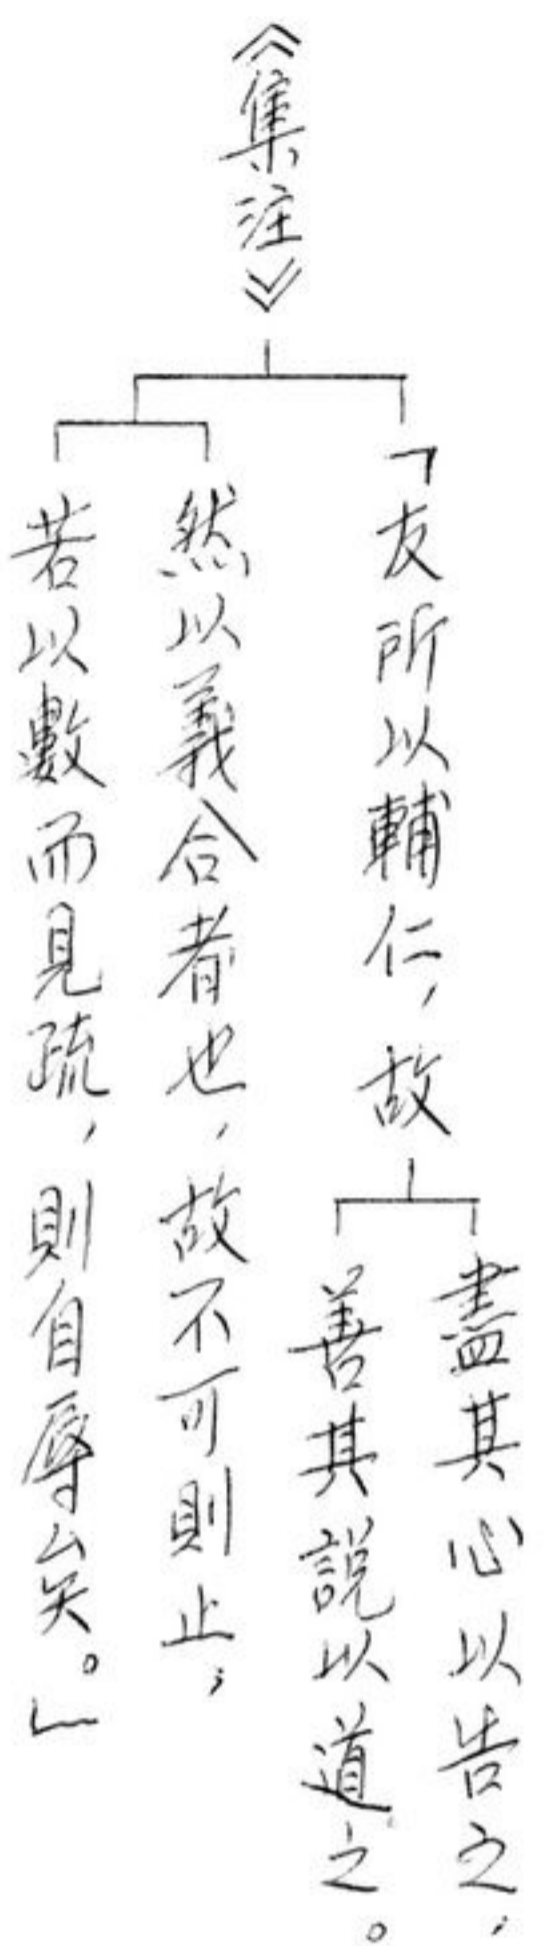 《集注》
「友所以輔仁，故
盡其心以告之，
善其説以道之。
然以義合者也，故不可則止；
若以數而見疏，則自辱矣。」